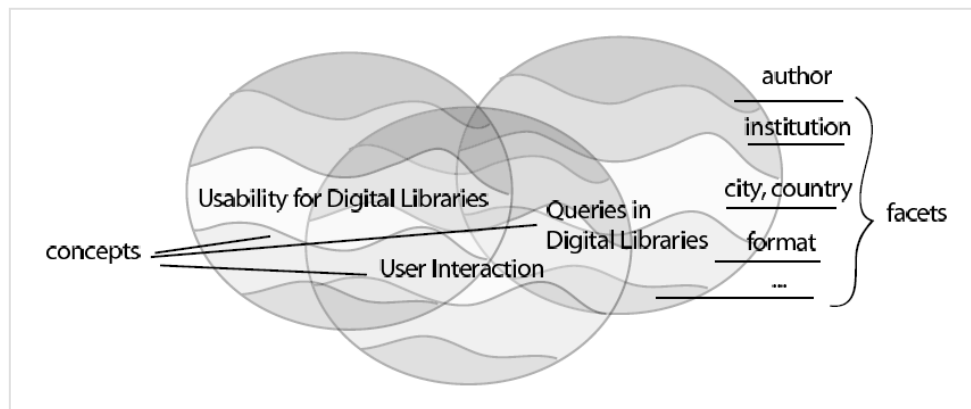 author
institution
city, country
Usability for Digital Libraries
Queries in
Digital Libraries
facets
concepts
format
User Interaction
...